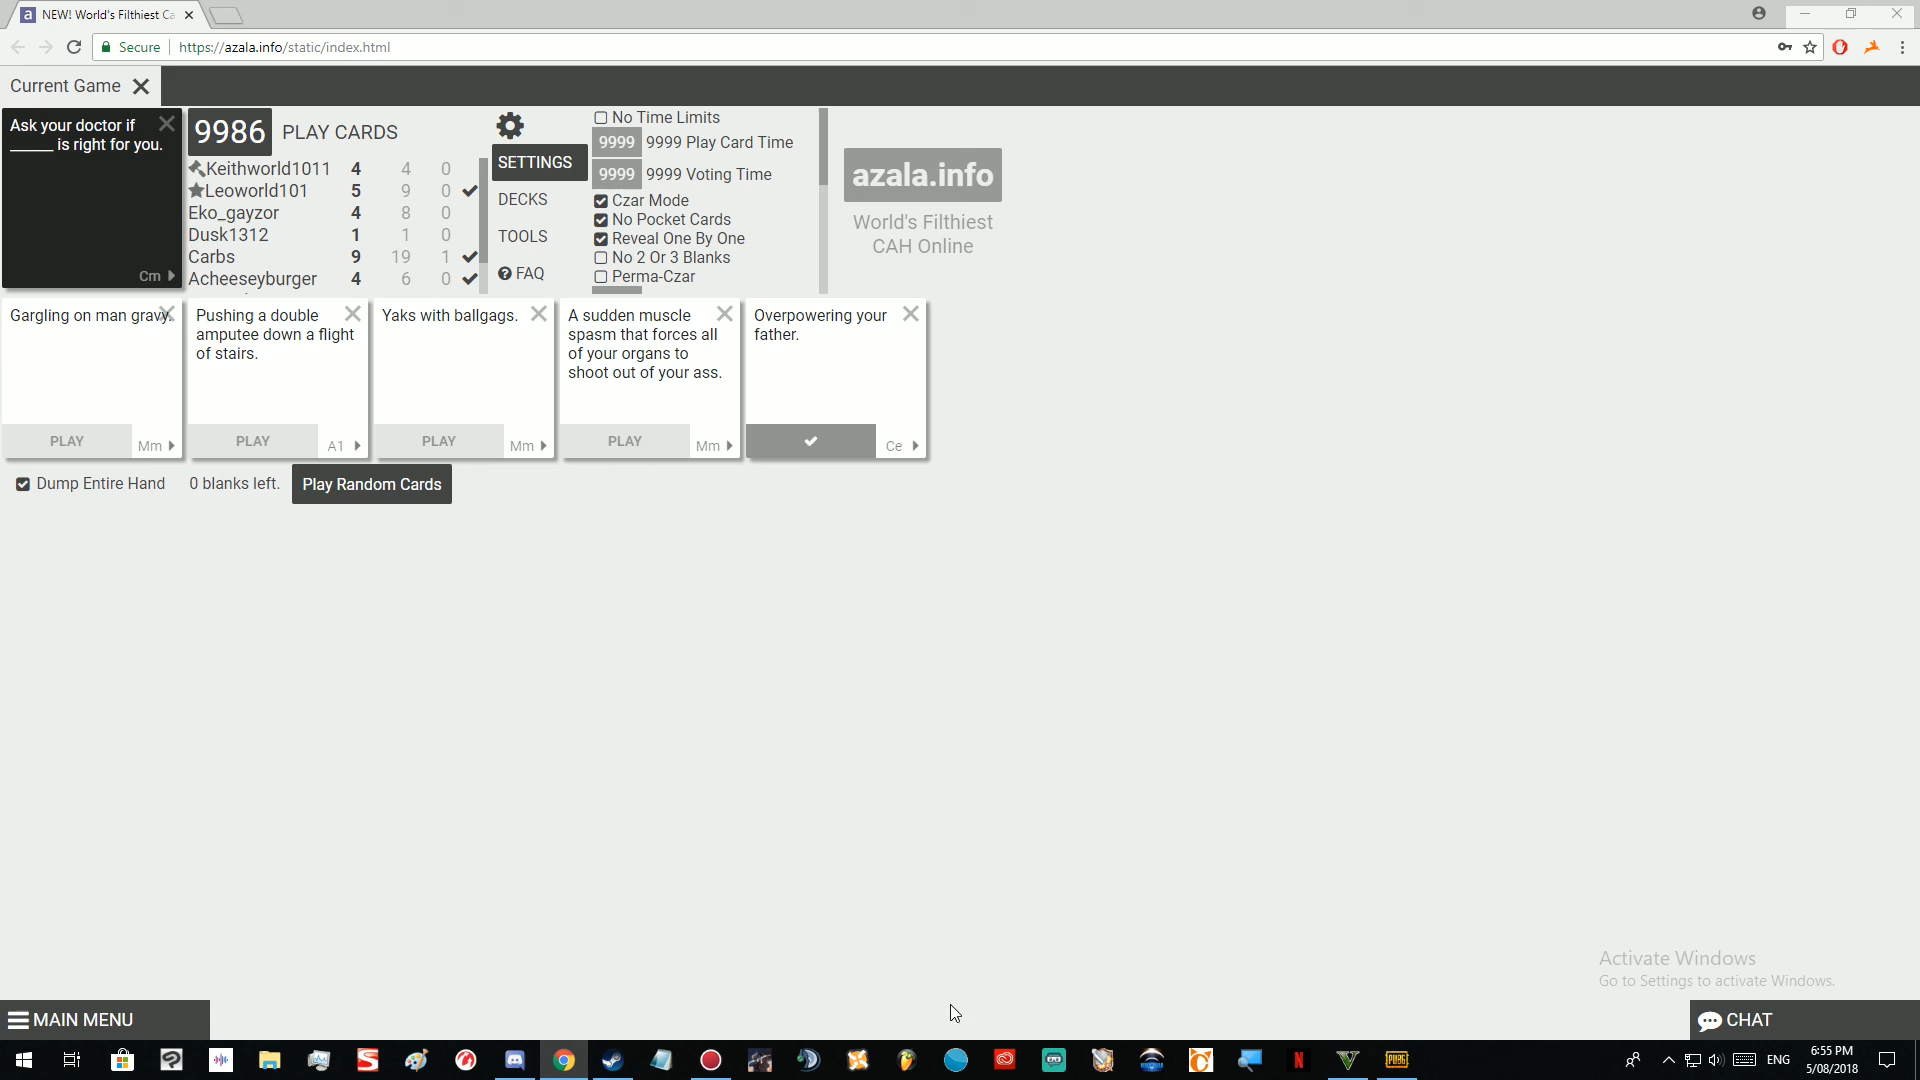 NEW! World's Filthiest Ca
Secure
https://azala.info/static/index.html
Current Game
Ask your doctor if
_____ is right for you.
Cm
9986 PLAY CARDS
Keithworld1011 4 4 0
Leoworld101 5 9 0
Eko_gayzor 4 8 0
Dusk1312 1 1 0
Carbs 9 19 1
Acheeseyburger 4 6 0
SETTINGS
DECKS
TOOLS
FAQ
No Time Limits
9999 9999 Play Card Time
9999 9999 Voting Time
Czar Mode
No Pocket Cards
Reveal One By One
No 2 Or 3 Blanks
Perma-Czar
azala.info
World's Filthiest
CAH Online
Gargling on man gravy.
PLAY
Mm
Pushing a double
amputee down a flight
of stairs.
PLAY
A1
Yaks with ballgags.
PLAY
Mm
A sudden muscle
spasm that forces all
of your organs to
shoot out of your ass.
PLAY
Mm
Overpowering your
father.
Ce
Dump Entire Hand
0 blanks left.
Play Random Cards
Activate Windows
Go to Settings to activate Windows.
MAIN MENU
CHAT
PUBG
ENG
6:55 PM
5/08/2018